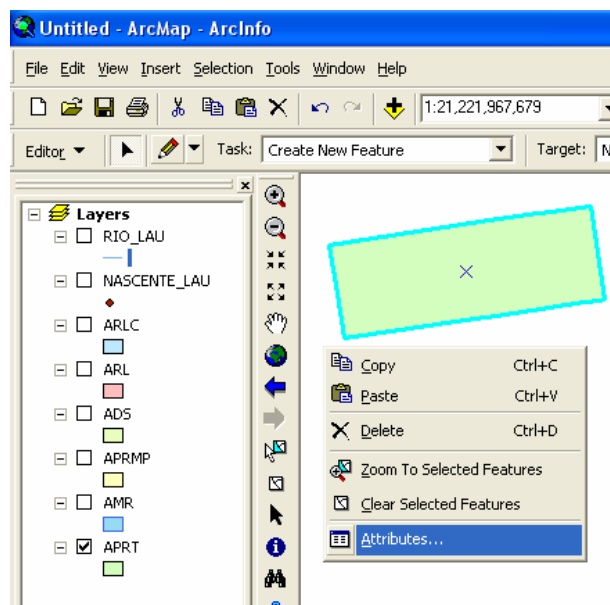 Untitled - ArcMap - ArcInfo
File Edit View Insert Selection Tools Window Help
1:21,221,967,679
Editor Task: Create New Feature Target: N
Layers
RIO_LAU
NASCENTE_LAU
ARLC
ARL
ADS
APRMP
AMR
APRT
Copy Ctrl+C
Paste Ctrl+V
Delete Ctrl+D
Zoom To Selected Features
Clear Selected Features
Attributes...